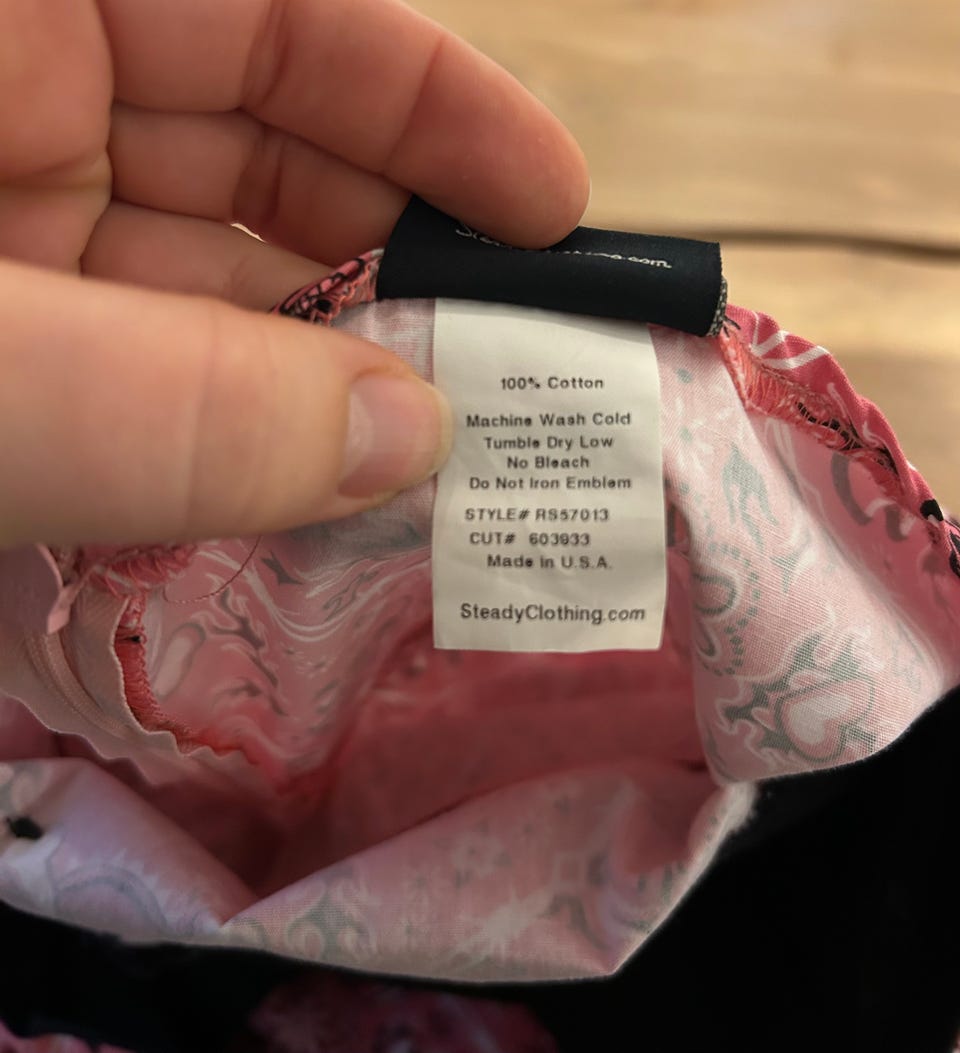 100% Cotton
Machine Wash Cold
Tumble Dry Low
No Bleach
Do Not Iron Emblem
STYLE# RS57013
CUT# 603933
Made in U.S.A.
SteadyClothing.com